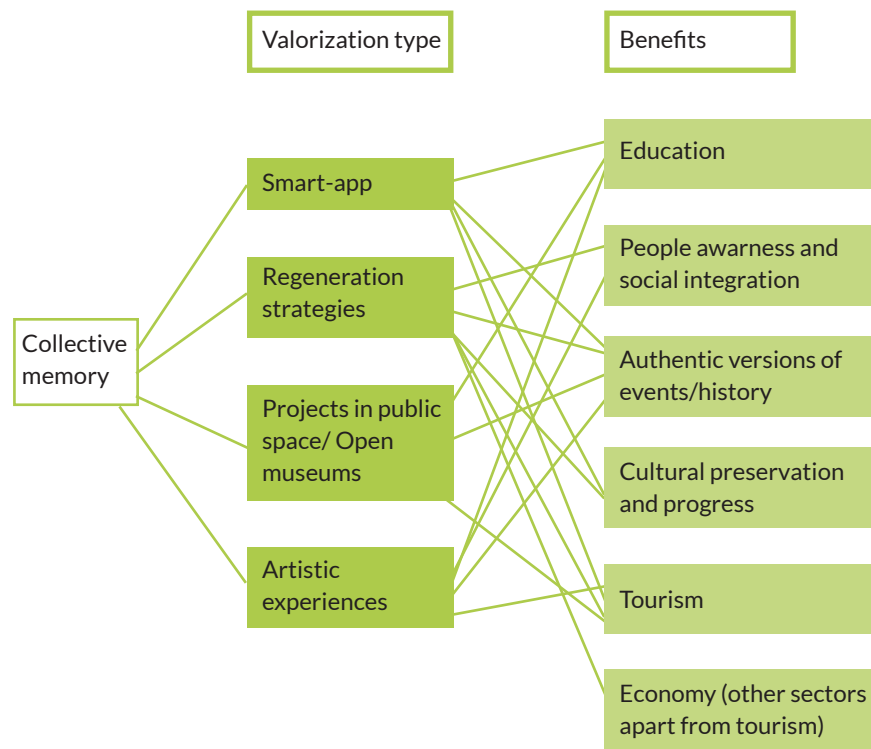 Valorization type
Benefits
Collective
memory
Smart-app
Regeneration
strategies
Projects in public
space/ Open
museums
Artistic
experiences
Education
People awarness and
social integration
Authentic versions of
events/history
Cultural preservation
and progress
Tourism
Economy (other sectors
apart from tourism)